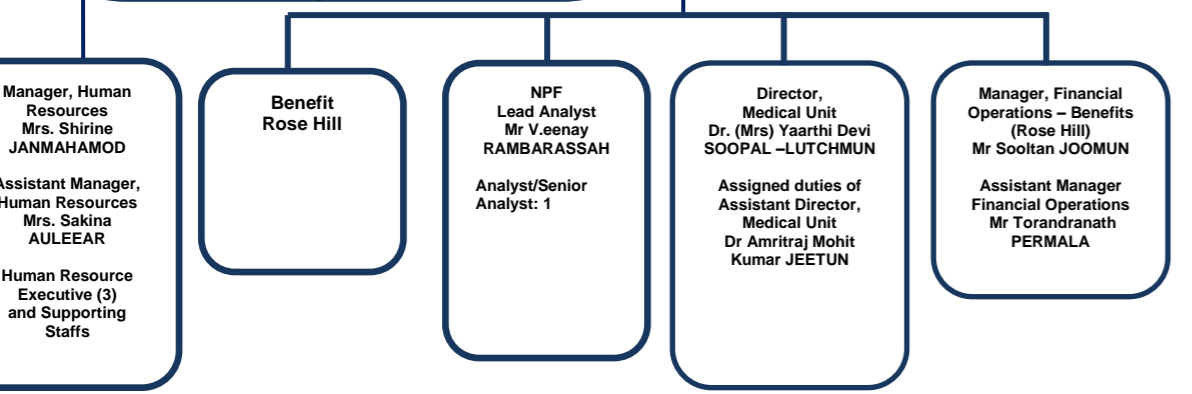 Manager, Human
Resources
Mrs. Shirine
JANMAHAMOD
Assistant Manager,
Human Resources
Mrs. Sakina
AULEEAR
Human Resource
Executive (3)
and Supporting
Staffs
Benefit
Rose Hill
NPF
Lead Analyst
Mr V.eenay
RAMBARASSAH
Analyst/Senior
Analyst: 1
Director,
Medical Unit
Dr. (Mrs) Yaarthi Devi
SOOPAL –LUTCHMUN
Assigned duties of
Assistant Director,
Medical Unit
Dr Amritraj Mohit
Kumar JEETUN
Manager, Financial
Operations – Benefits
(Rose Hill)
Mr Sooltan JOOMUN
Assistant Manager
Financial Operations
Mr Torandranath
PERMALA